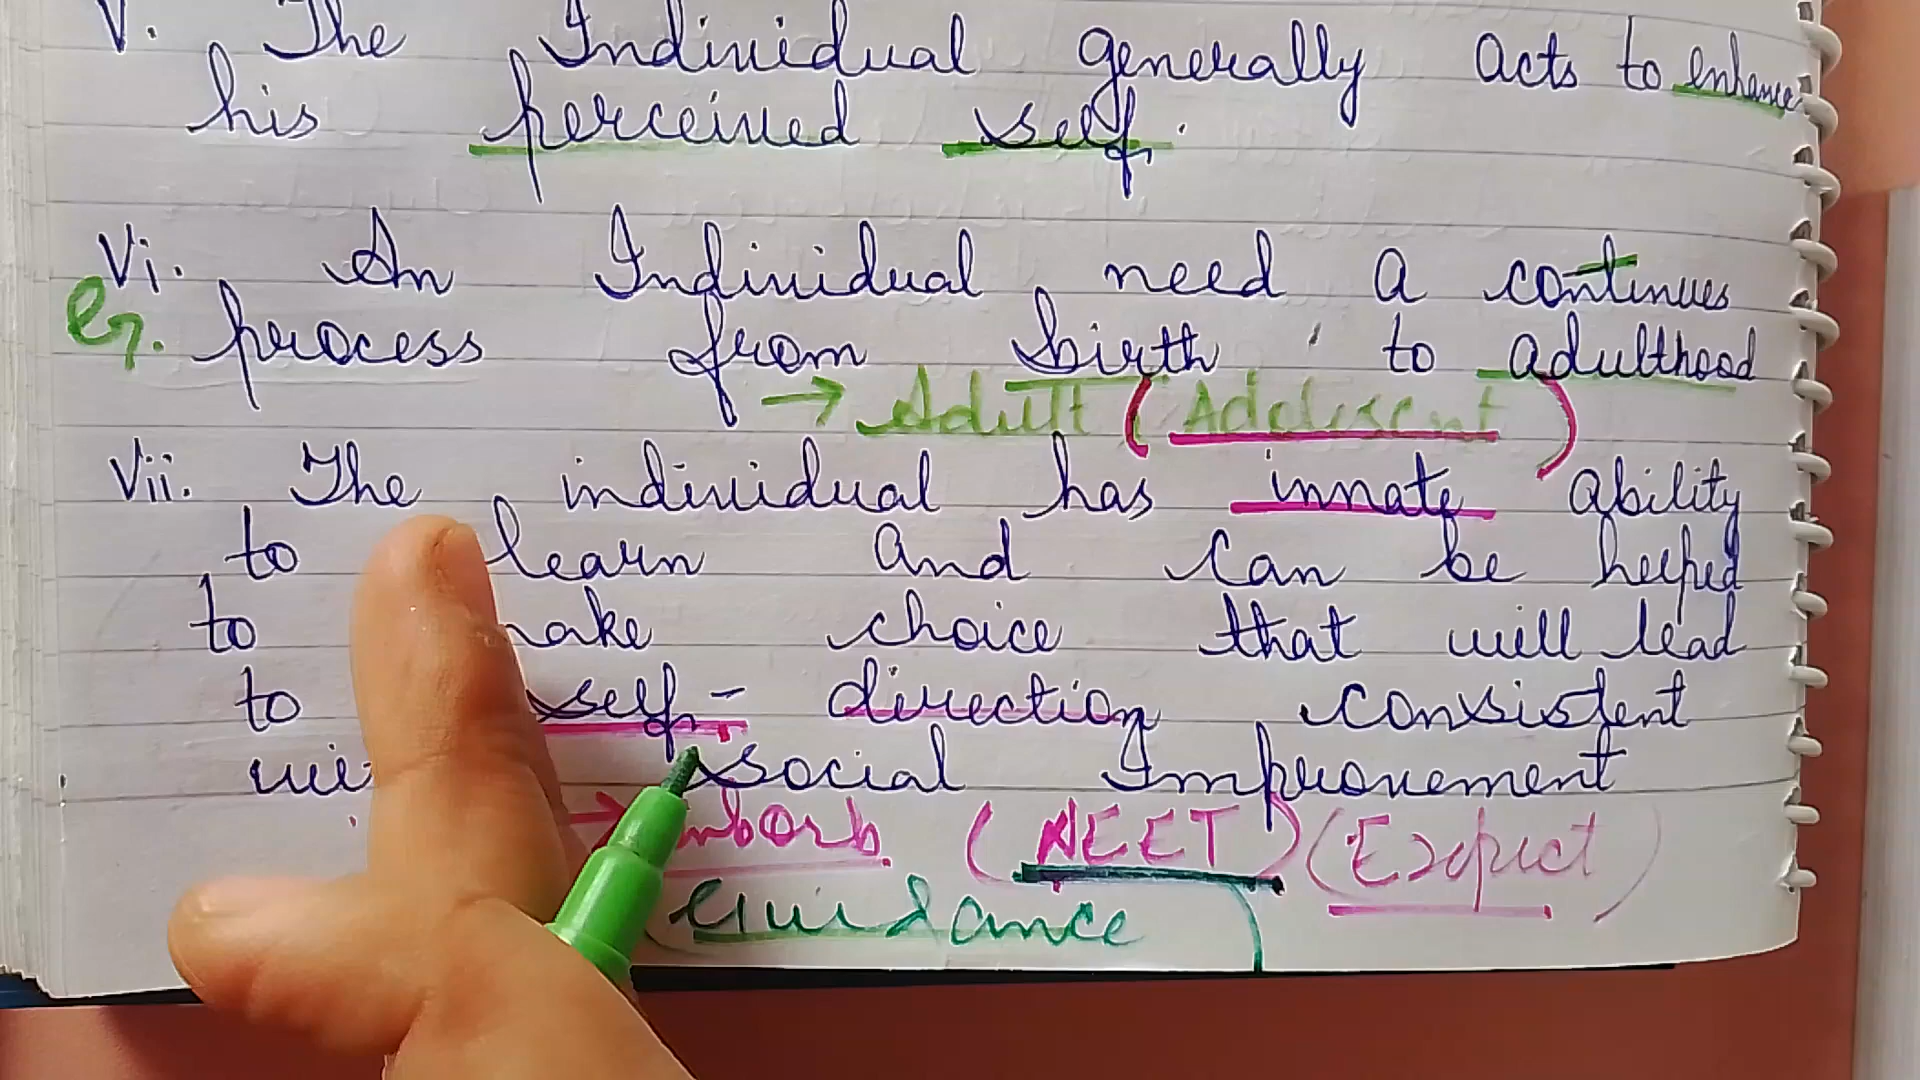 V. The Individual generally acts to enhance
his perceived self.
Vi. An Individual need a continues
eg. process from birth to adulthood
→ Adult (Adolescent)
Vii. The individual has innate ability
to learn and can be helped
to make choice that will lead
to self-direction consistent
social Improvement
→ (NEET) (Expect)
Guidance